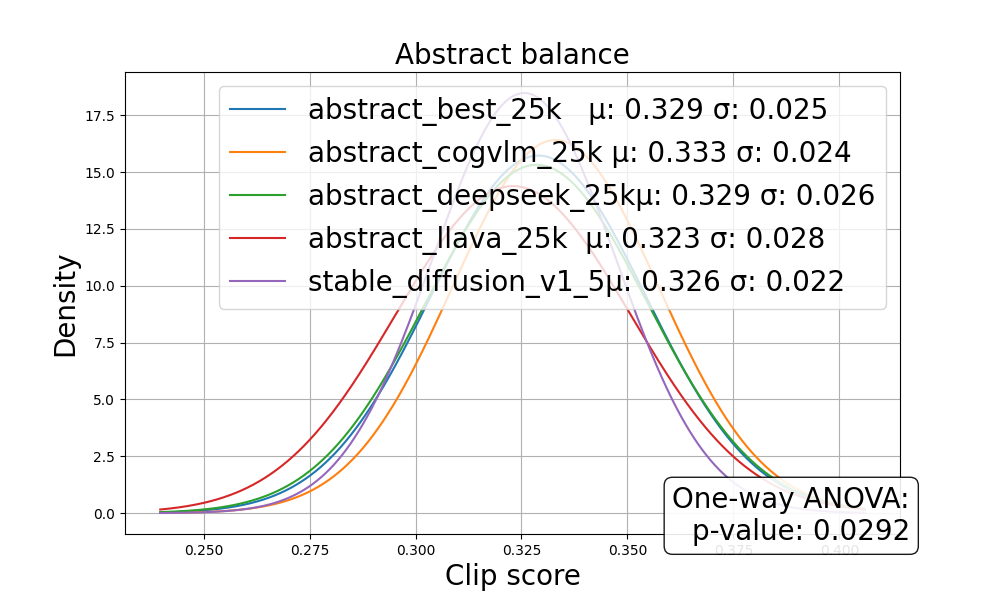 Abstract balance
abstract_best_25k μ: 0.329 σ: 0.025
abstract_cogvlm_25k μ: 0.333 σ: 0.024
abstract_deepseek_25kμ: 0.329 σ: 0.026
abstract_llava_25k μ: 0.323 σ: 0.028
stable_diffusion_v1_5μ: 0.326 σ: 0.022
17.5
15.0
12.5
10.0
7.5
5.0
2.5
0.0
Density
One-way ANOVA:
p-value: 0.0292
0.250 0.275 0.300 0.325 0.350 0.375 0.400
Clip score